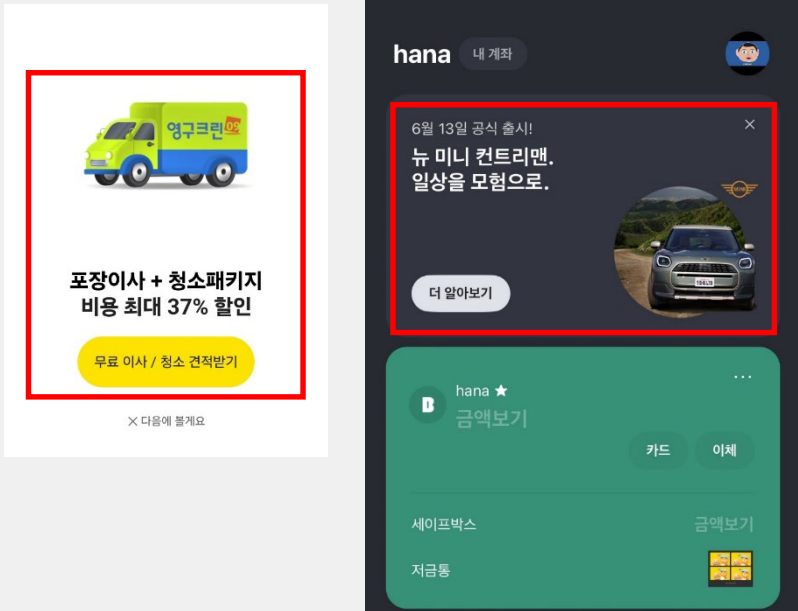 영구크린 09
포장이사 + 청소패키지
비용 최대 37% 할인
무료 이사 / 청소 견적받기
× 다음에 볼게요
hana 내 계좌
6월 13일 공식 출시!
×
뉴 미니 컨트리맨.
일상을 모험으로.
MINI
더 알아보기
...
hana ★
금액보기
카드 이체
세이프박스 금액보기
저금통